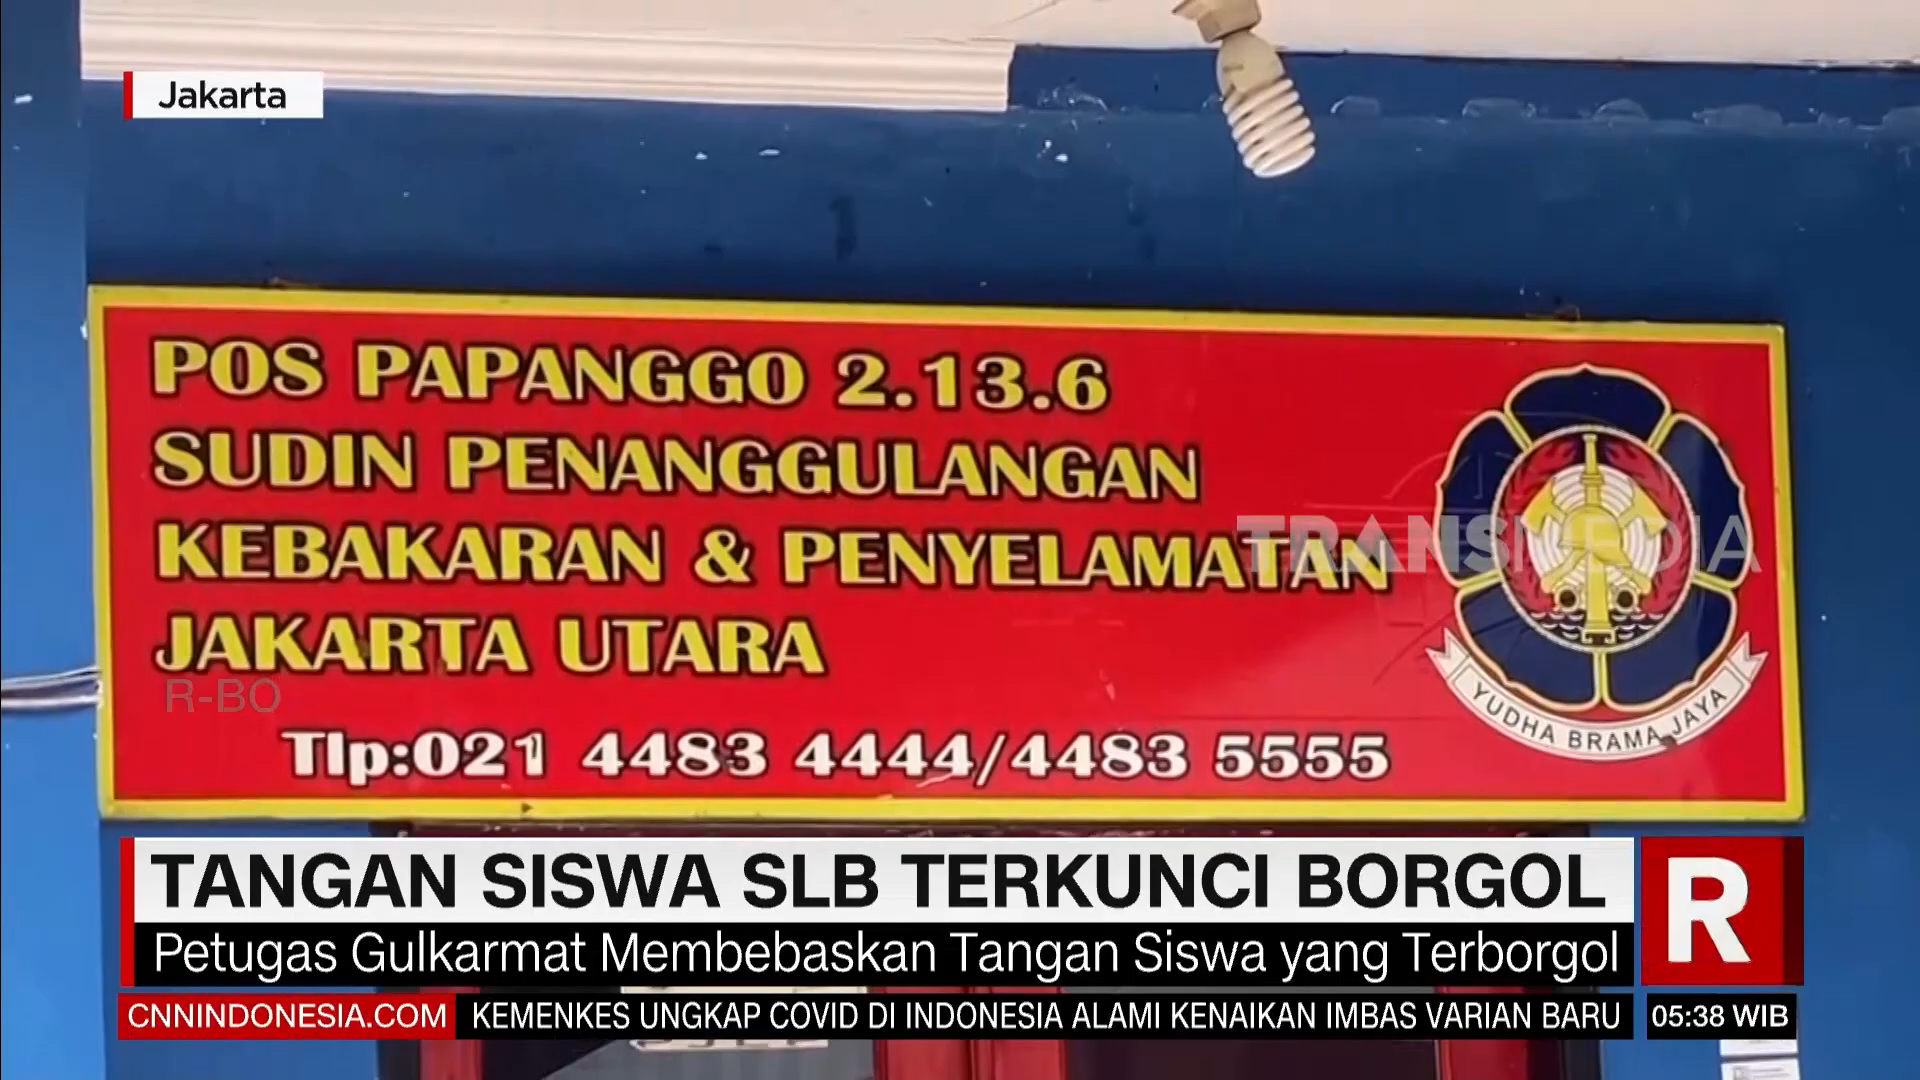 Jakarta
POS PAPANGGO 2.13.6
SUDIN PENANGGULANGAN
KEBAKARAN & PENYELAMATAN
JAKARTA UTARA
R-BO
Tlp:021 4483 4444/4483 5555
TRANSMEDIA
YUDHA BRAMA JAYA
TANGAN SISWA SLB TERKUNCI BORGOL
R
Petugas Gulkarmat Membebaskan Tangan Siswa yang Terborgol
CNNINDONESIA.COM KEMENKES UNGKAP COVID DI INDONESIA ALAMI KENAIKAN IMBAS VARIAN BARU 05:38 WIB